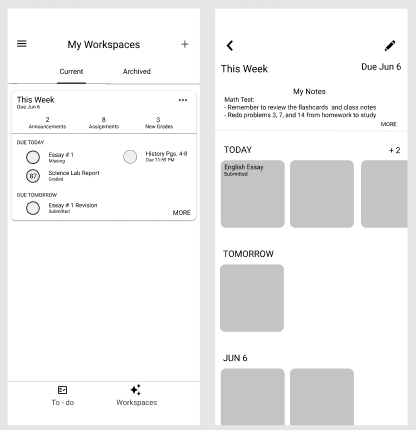 My Workspaces
+
Current
Archived
This Week
Due Jun 6
2
Announcements
8
Assignments
3
New Grades
DUE TODAY
Essay # 1
Missing
History Pgs. 4-8
Due 11:59 PM
87
Science Lab Report
Graded
DUE TOMORROW
Essay # 1 Revision
Submitted
MORE
To - do
Workspaces
This Week
Due Jun 6
My Notes
Math Test:
- Remember to review the flashcards and class notes
- Redo problems 3, 7, and 14 from homework to study
MORE
TODAY
+ 2
English Essay
Submitted
TOMORROW
JUN 6